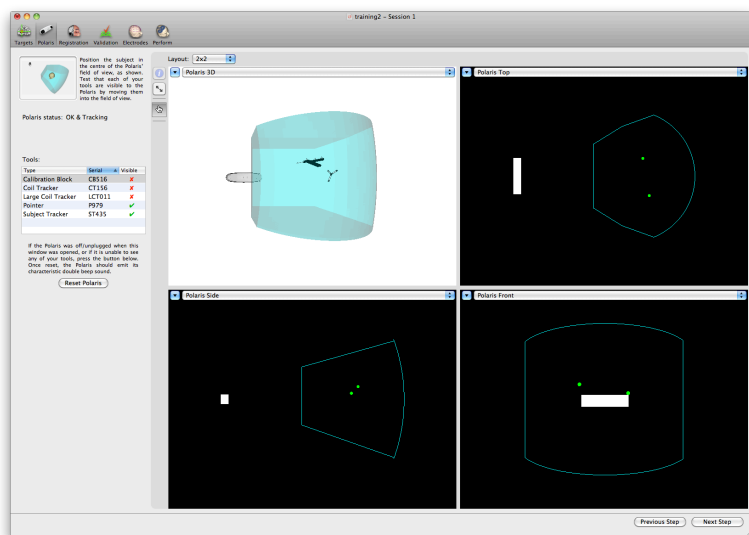 training2 - Session 1
Targets Polaris Registration Validation Electrodes Perform
Position the subject in
the centre of the Polaris'
field of view, as shown.
Test that each of your
tools are visible to the
Polaris by moving them
into the field of view.
Polaris status: OK & Tracking
Tools:
Type Serial Visible
Calibration Block CB516 ✘
Coil Tracker CT156 ✘
Large Coil Tracker LCT011 ✘
Pointer P979 ✔
Subject Tracker ST435 ✔
If the Polaris was off/unplugged when this
window was opened, or if it is unable to see
any of your tools, press the button below.
Once reset, the Polaris should emit its
characteristic double beep sound.
Reset Polaris
Layout: 2x2
Polaris 3D
Polaris Top
Polaris Side
Polaris Front
Previous Step Next Step